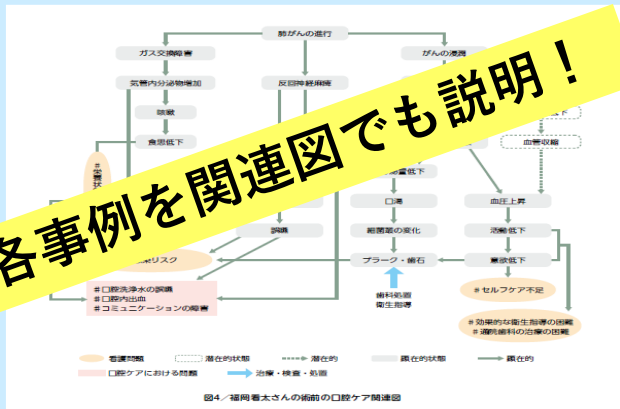 肺がんの進行
ガス交換障害
がんの浸潤
気管内分泌物増加
反回神経麻痺
咳嗽
食思低下
血管収縮
各事例を関連図でも説明！
口渇
血圧上昇
誤嚥
細菌叢の変化
活動低下
プラーク・歯石
意欲低下
#口腔洗浄水の誤嚥
#口腔内出血
#コミュニケーションの障害
歯科処置
衛生指導
#セルフケア不足
#効果的な衛生指導の困難
#通院歯科の治療の困難
看護問題
潜在的状態
潜在的
顕在的状態
顕在的
口腔ケアにおける問題
治療・検査・処置
図4／福岡看太さんの術前の口腔ケア関連図